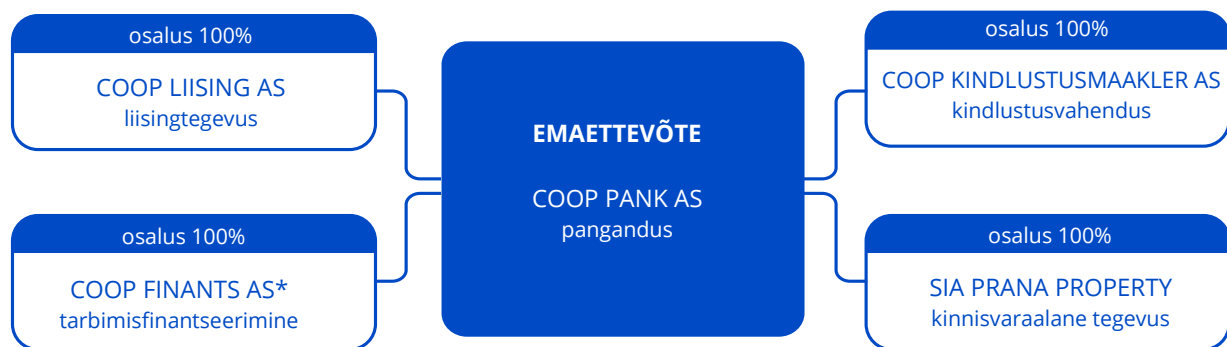 osalus 100%
COOP LIISING AS
liisingtegevus
osalus 100%
COOP FINANTS AS*
tarbimisfinantseerimine
EMAETTEVÕTE
COOP PANK AS
pangandus
osalus 100%
COOP KINDLUSTUSMAAKLER AS
kindlustusvahendus
osalus 100%
SIA PRANA PROPERTY
kinnisvaraalane tegevus